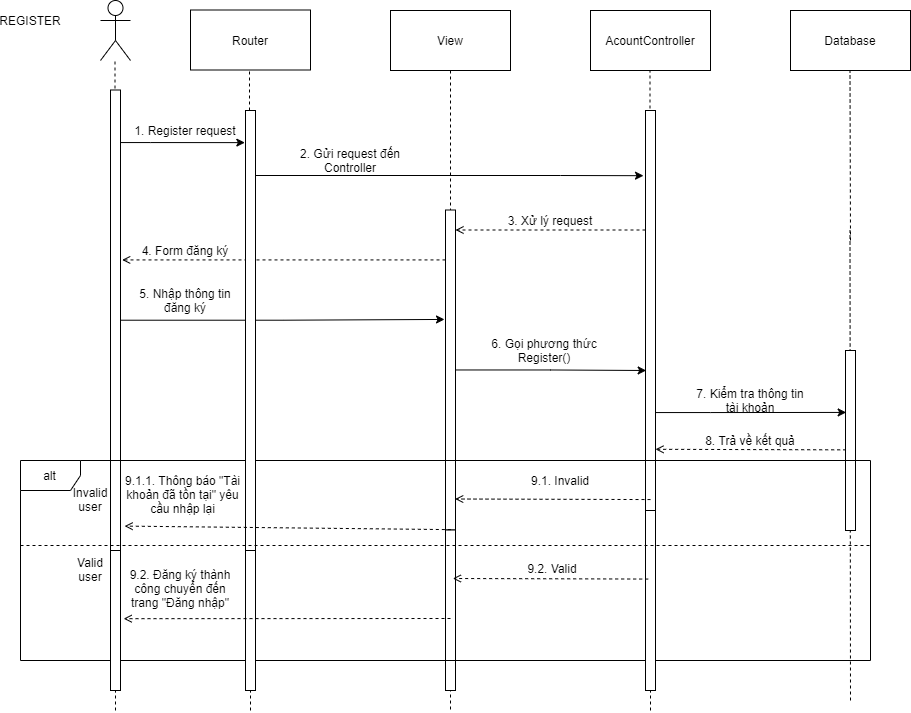 REGISTER
Router
View
AcountController
Database
1. Register request
2. Gửi request đến
Controller
3. Xử lý request
4. Form đăng ký
5. Nhập thông tin
đăng ký
6. Gọi phương thức
Register()
7. Kiểm tra thông tin
tài khoản
8. Trả về kết quả
alt
Invalid
user
9.1.1. Thông báo "Tài
khoản đã tồn tại" yêu
cầu nhập lại
9.1. Invalid
Valid
user
9.2. Đăng ký thành
công chuyển đến
trang "Đăng nhập"
9.2. Valid